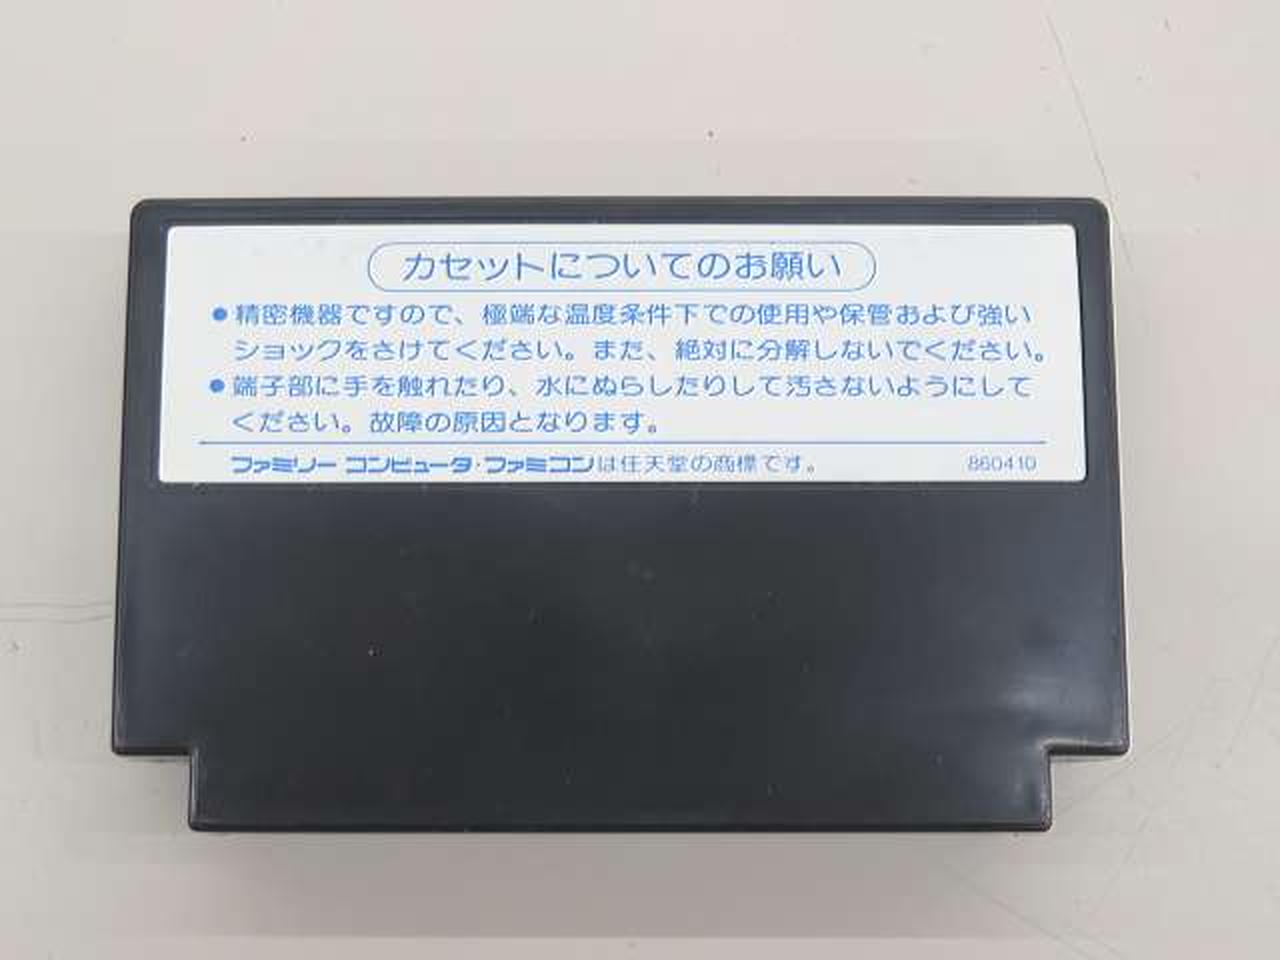 カセットについてのお願い
●精密機器ですので、極端な温度条件下での使用や保管および強い
ショックをさけてください。また、絶対に分解しないでください。
●端子部に手を触れたり、水にぬらしたりして汚さないようにして
ください。故障の原因となります。
ファミリー コンピュータ・ファミコンは任天堂の商標です。 860410